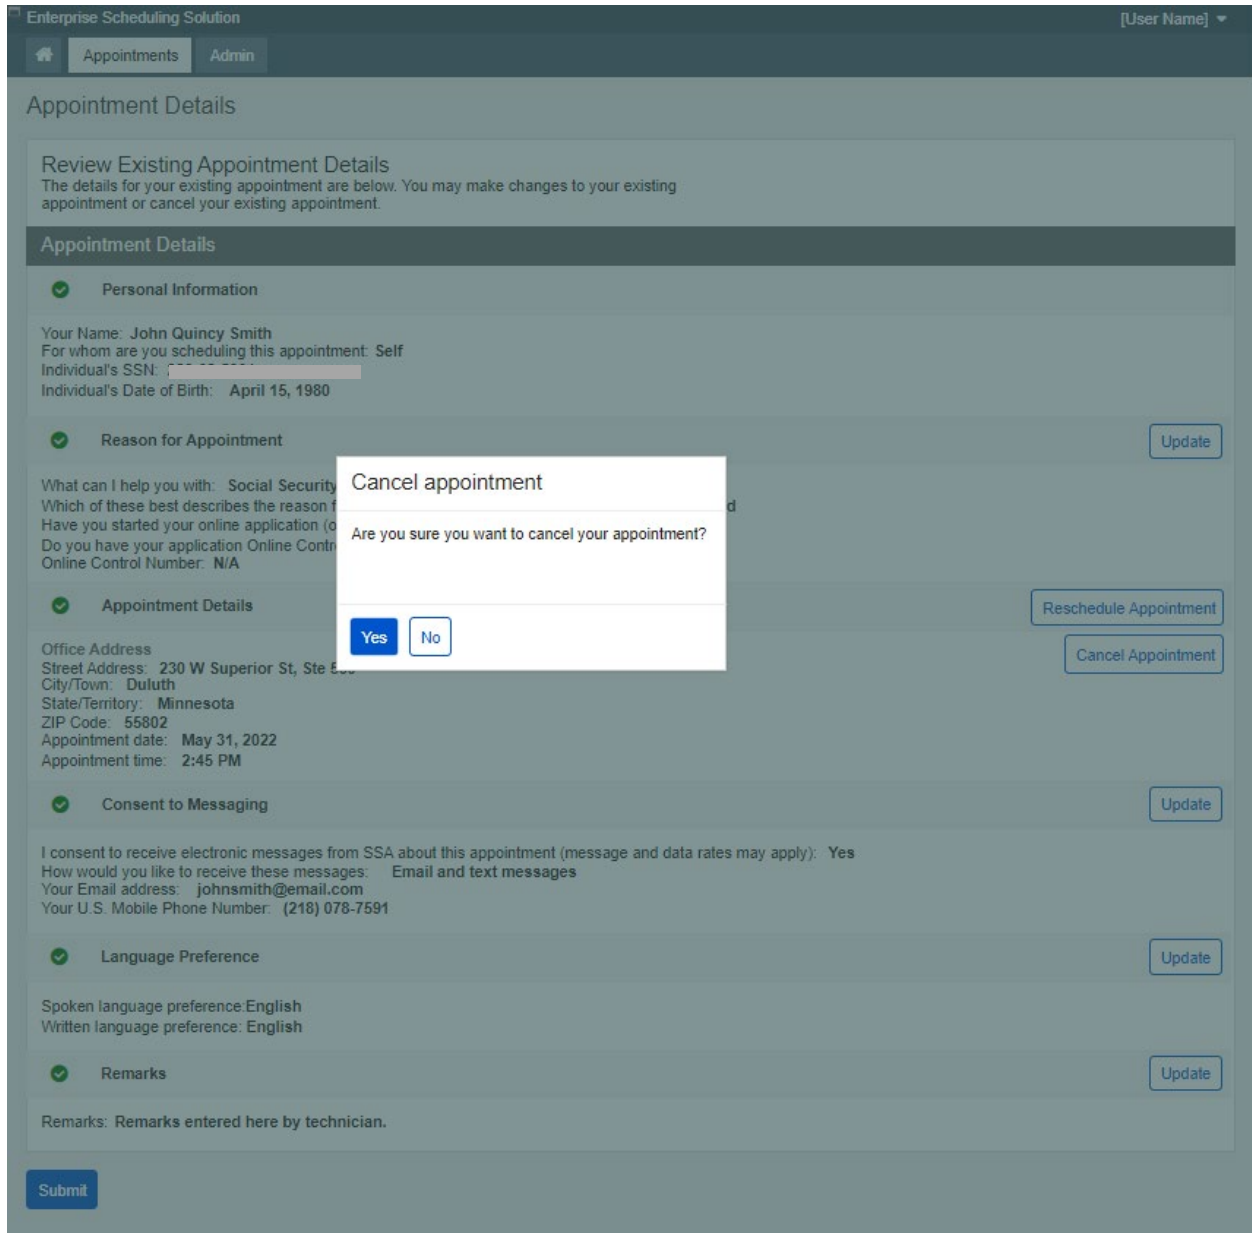 Enterprise Scheduling Solution [User Name]
Appointments Admin
Appointment Details
Review Existing Appointment Details
The details for your existing appointment are below. You may make changes to your existing
appointment or cancel your existing appointment.
Appointment Details
Personal Information
Your Name: John Quincy Smith
For whom are you scheduling this appointment: Self
Individual's SSN:
Individual's Date of Birth: April 15, 1980
Reason for Appointment Update
What can I help you with: Social Security
Which of these best describes the reason
Have you started your online application
Do you have your application Online
Online Control Number: N/A
Cancel appointment
Are you sure you want to cancel your appointment?
Yes No
Appointment Details Reschedule Appointment
Cancel Appointment
Office Address
Street Address: 230 W Superior St, Ste
City/Town: Duluth
State/Territory: Minnesota
ZIP Code: 55802
Appointment date: May 31, 2022
Appointment time: 2:45 PM
Consent to Messaging Update
I consent to receive electronic messages from SSA about this appointment (message and data rates may apply): Yes
How would you like to receive these messages: Email and text messages
Your Email address: johnsmith@email.com
Your U.S. Mobile Phone Number: (218) 078-7591
Language Preference Update
Spoken language preference:English
Written language preference: English
Remarks Update
Remarks: Remarks entered here by technician.
Submit